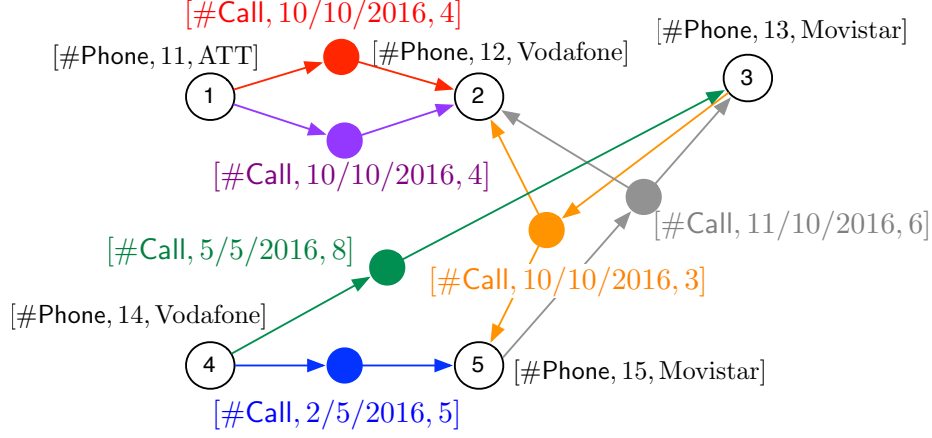 [#Call, 10/10/2016, 4]
[#Phone, 11, ATT]
[#Phone, 12, Vodafone]
[#Phone, 13, Movistar]
1
2
3
[#Call, 10/10/2016, 4]
[#Call, 11/10/2016, 6]
[#Call, 5/5/2016, 8]
[#Call, 10/10/2016, 3]
[#Phone, 14, Vodafone]
4
5
[#Phone, 15, Movistar]
[#Call, 2/5/2016, 5]